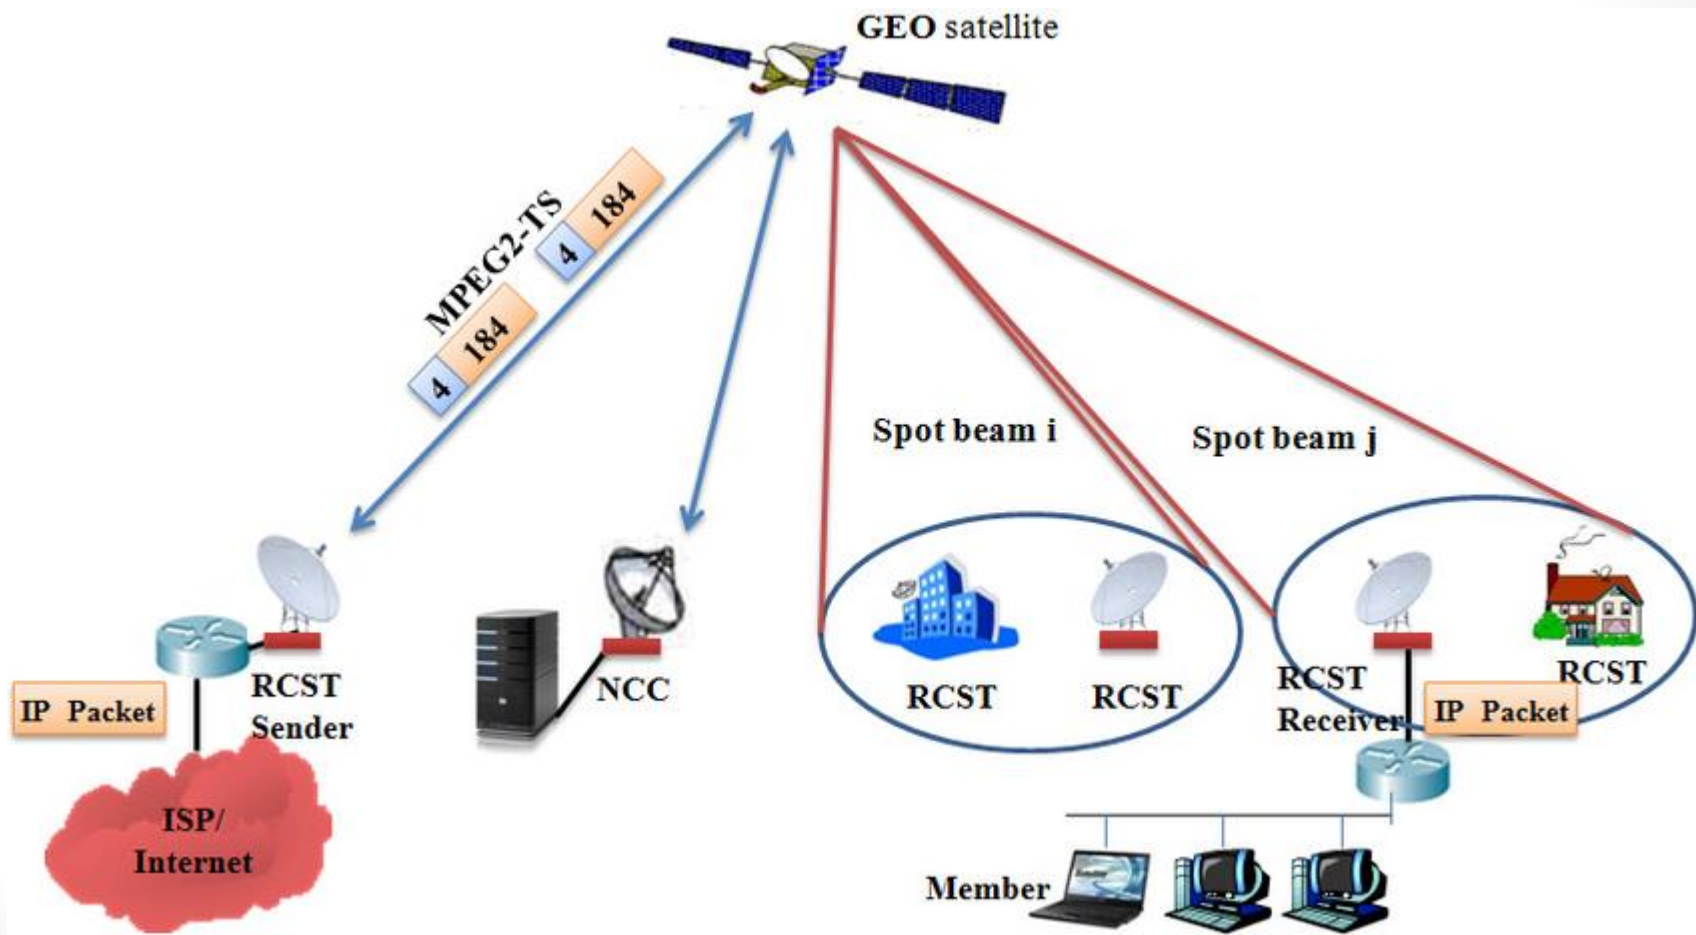 GEO satellite
MPEG2-TS
4 184
4 184
Spot beam i
Spot beam j
IP Packet
RCST
Sender
NCC
RCST
RCST
RCST
Receiver
RCST
IP Packet
ISP/
Internet
Member